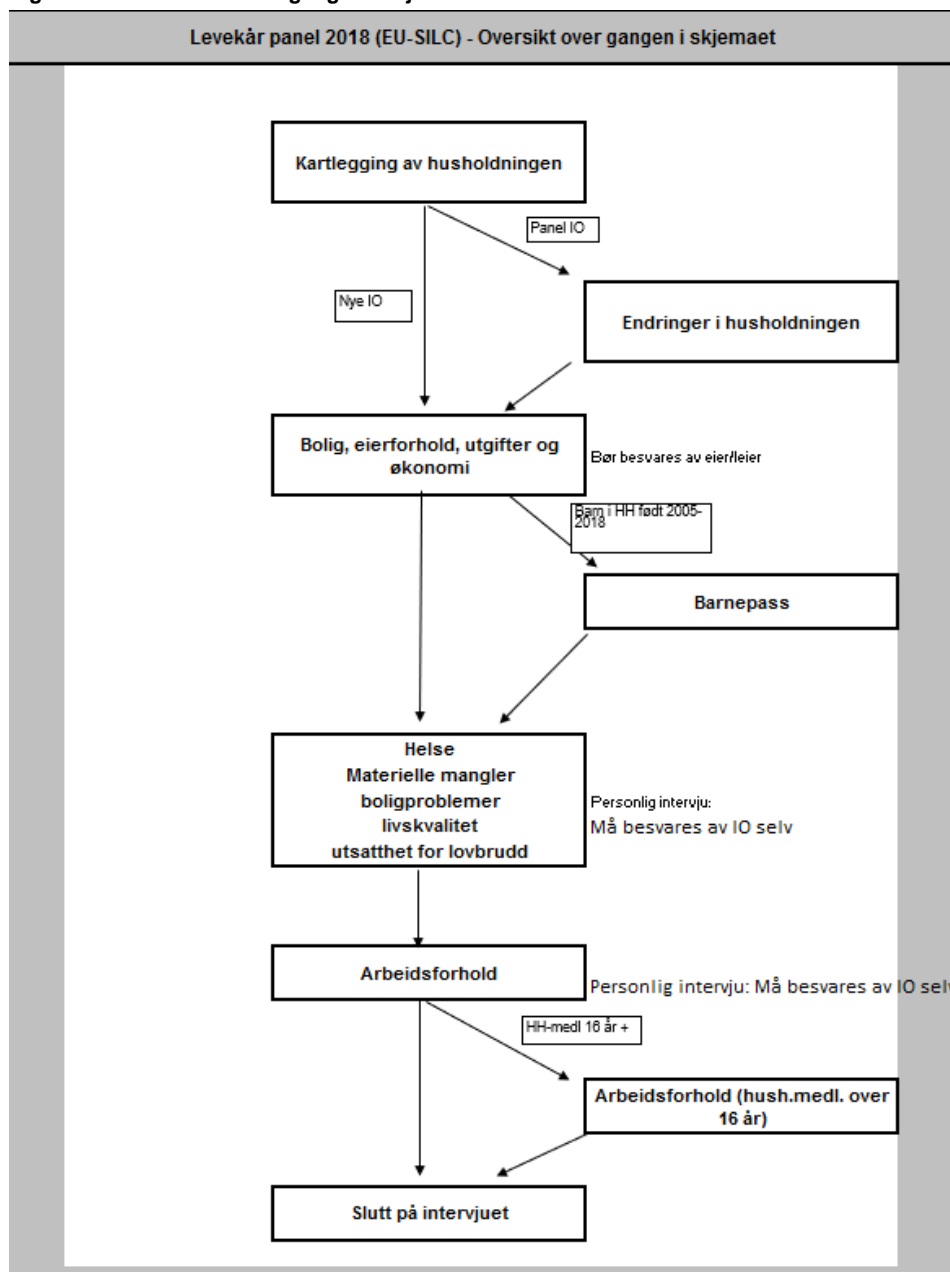 Levekår panel 2018 (EU-SILC) - Oversikt over gangen i skjemaet
Kartlegging av husholdningen
Panel IO
Nye IO
Endringer i husholdningen
Bolig, eierforhold, utgifter og
økonomi
Bør besvares av eier/leier
Barn i HH født 2005-
2018
Barnepass
Helse
Materielle mangler
boligproblemer
livskvalitet
utsatthet for lovbrudd
Personlig intervju:
Må besvares av IO selv
Arbeidsforhold
Personlig intervju: Må besvares av IO selv
HH-medl 16 år +
Arbeidsforhold (hush.medl. over
16 år)
Slutt på intervjuet